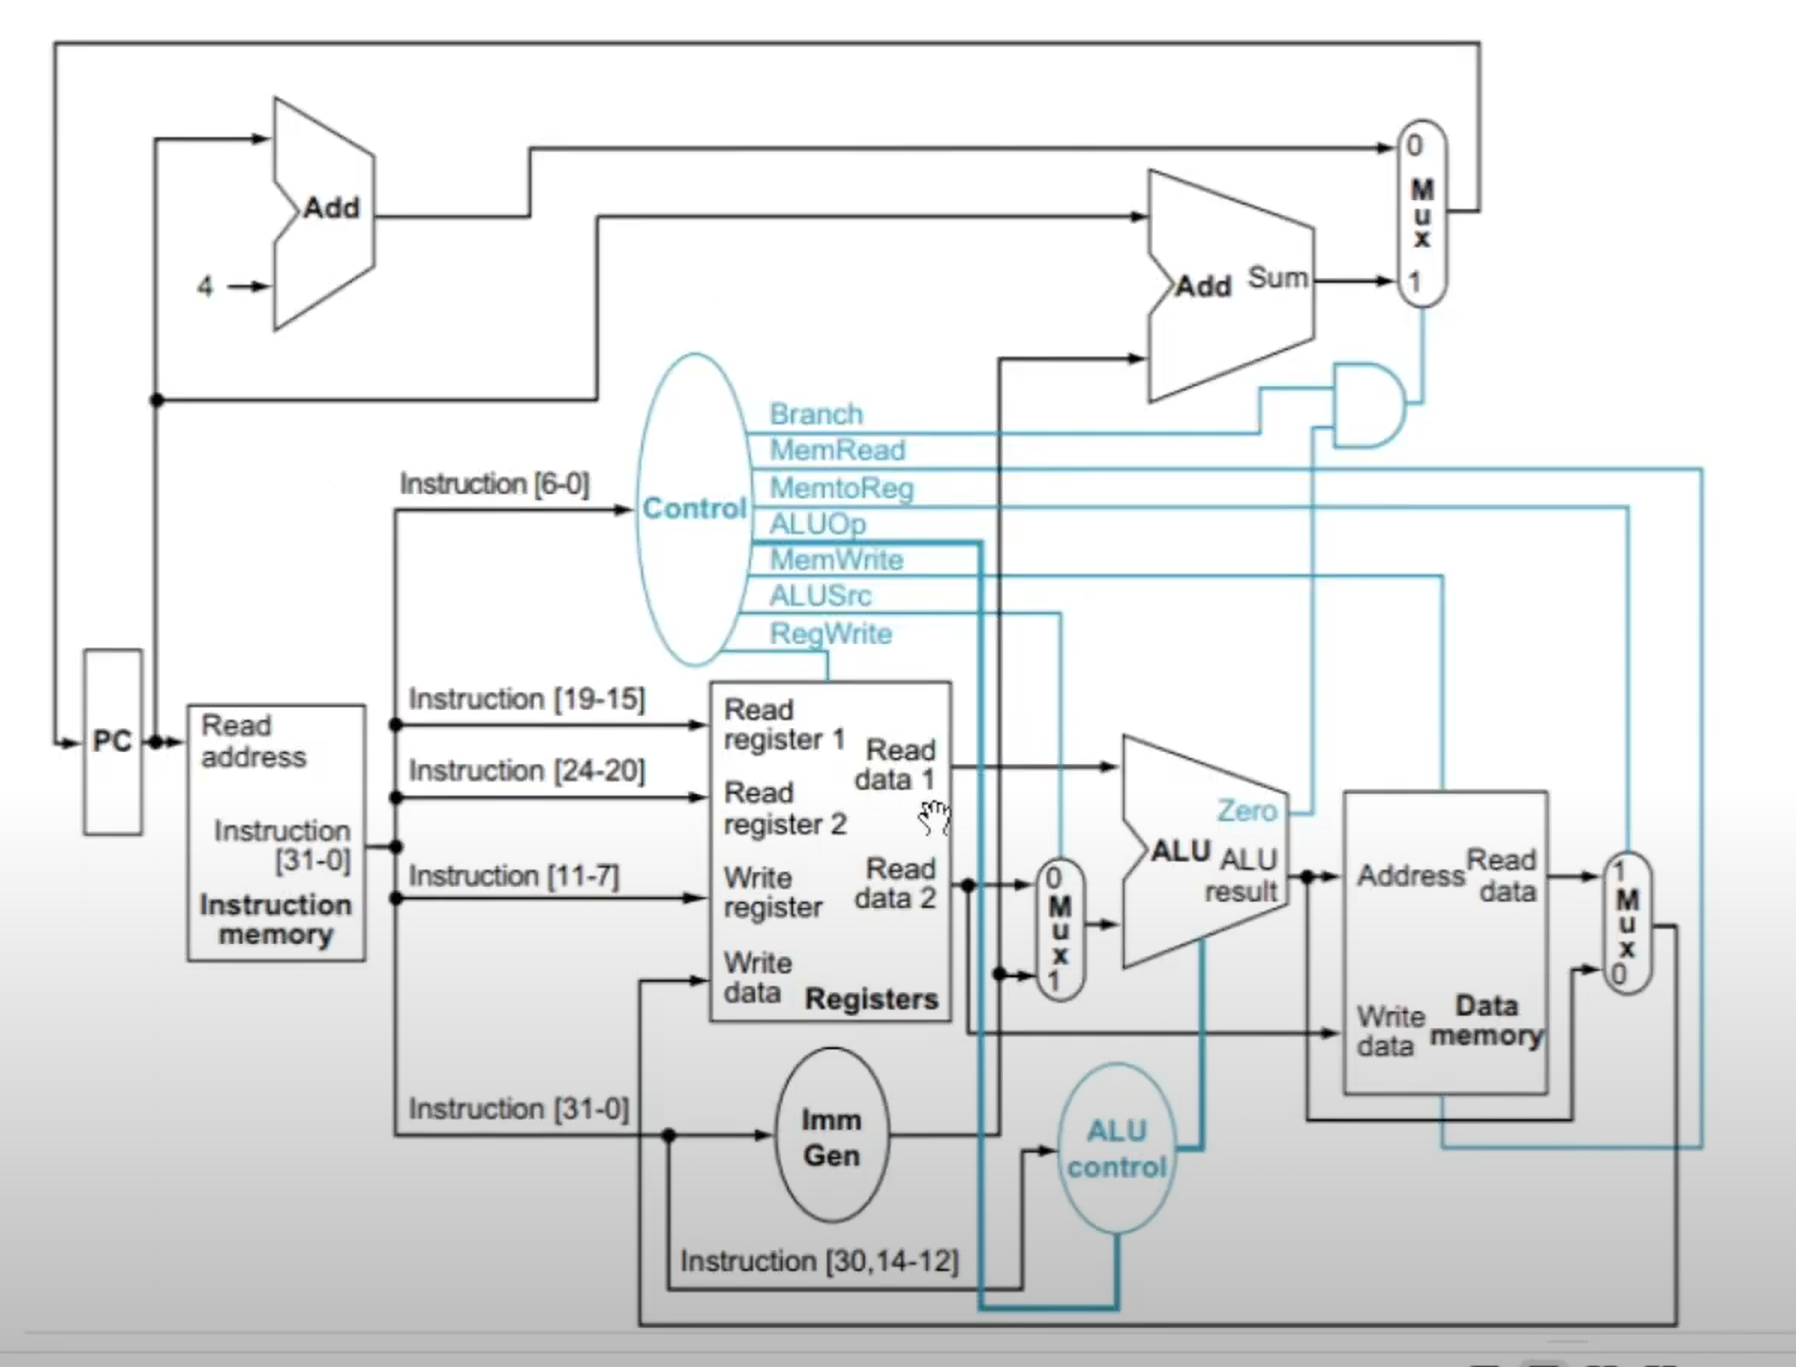 Add
4
Add Sum
0
M
u
x
1
Branch
MemRead
MemtoReg
ALUOp
MemWrite
ALUSrc
RegWrite
Control
Instruction [6-0]
PC
Read
address
Instruction
[31-0]
Instruction
memory
Instruction [19-15]
Instruction [24-20]
Instruction [11-7]
Instruction [31-0]
Read
register 1
Read
data 1
Read
register 2
Write
register
Read
data 2
Write
data
Registers
0
M
u
x
1
Zero
ALU
ALU
result
Address
Read
data
Write
data
Data
memory
1
M
u
x
0
Imm
Gen
ALU
control
Instruction [30,14-12]